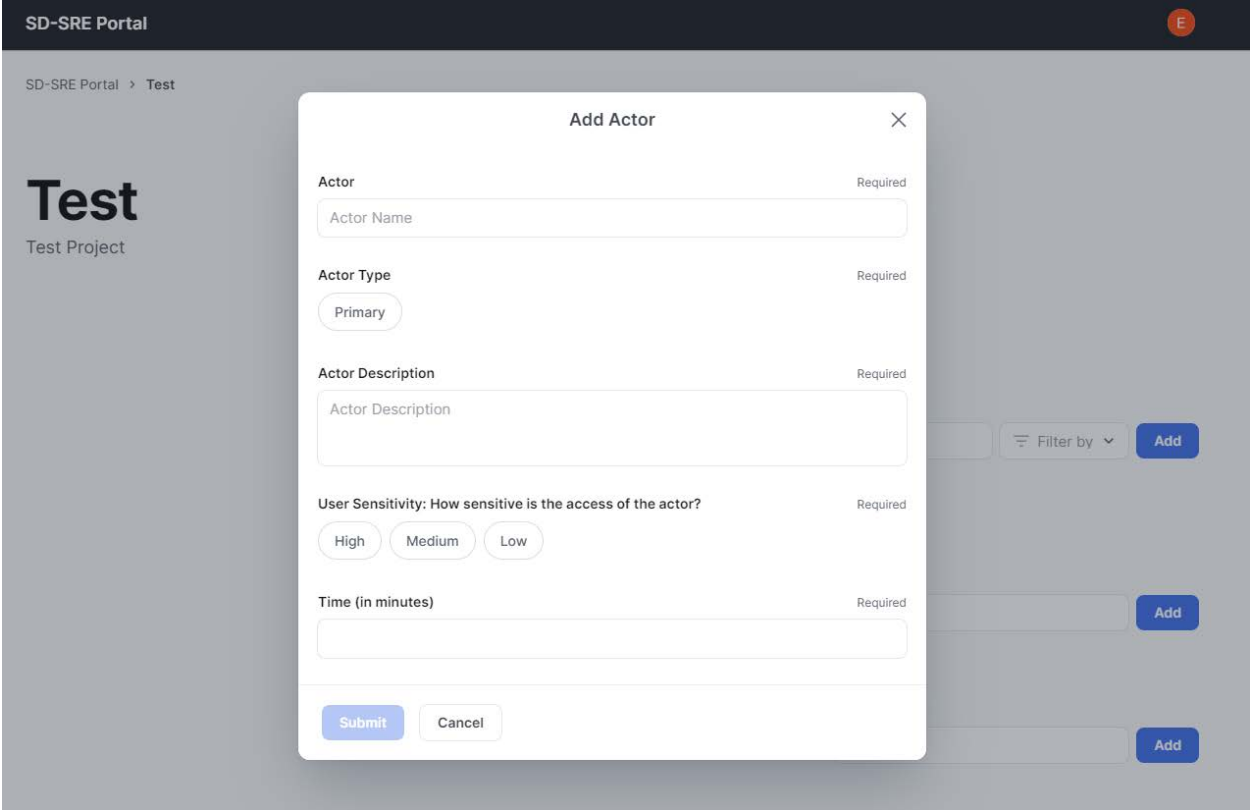 SD-SRE Portal
E
SD-SRE Portal > Test
Test
Test Project
Add Actor
Actor Required
Actor Name
Actor Type Required
Primary
Actor Description Required
Actor Description
User Sensitivity: How sensitive is the access of the actor? Required
High Medium Low
Time (in minutes) Required
Submit Cancel
Filter by Add
Add
Add